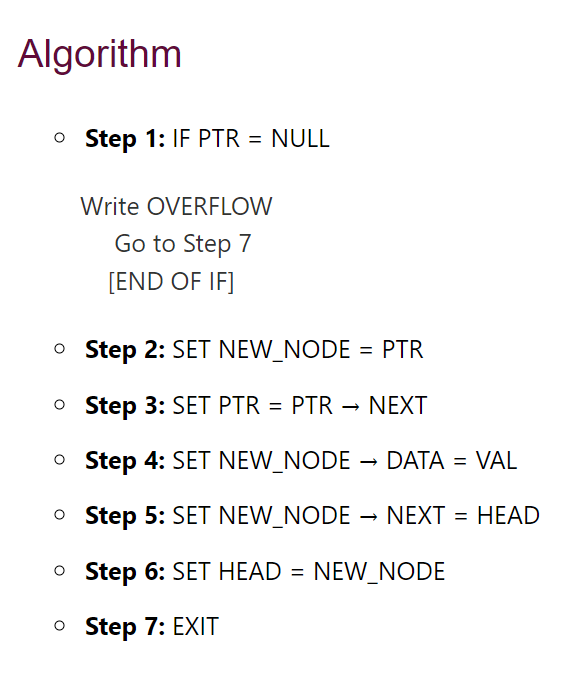 Algorithm
Step 1: IF PTR = NULL
Write OVERFLOW
Go to Step 7
[END OF IF]
Step 2: SET NEW_NODE = PTR
Step 3: SET PTR = PTR → NEXT
Step 4: SET NEW_NODE → DATA = VAL
Step 5: SET NEW_NODE → NEXT = HEAD
Step 6: SET HEAD = NEW_NODE
Step 7: EXIT